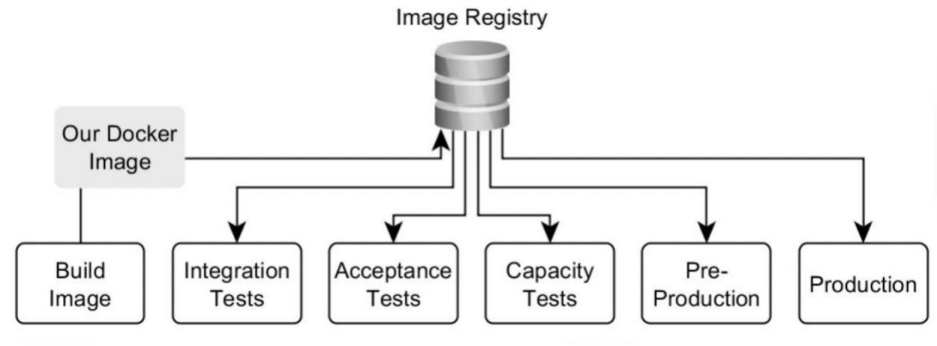 Image Registry
Our Docker
Image
Build
Image
Integration
Tests
Acceptance
Tests
Capacity
Tests
Pre-
Production
Production